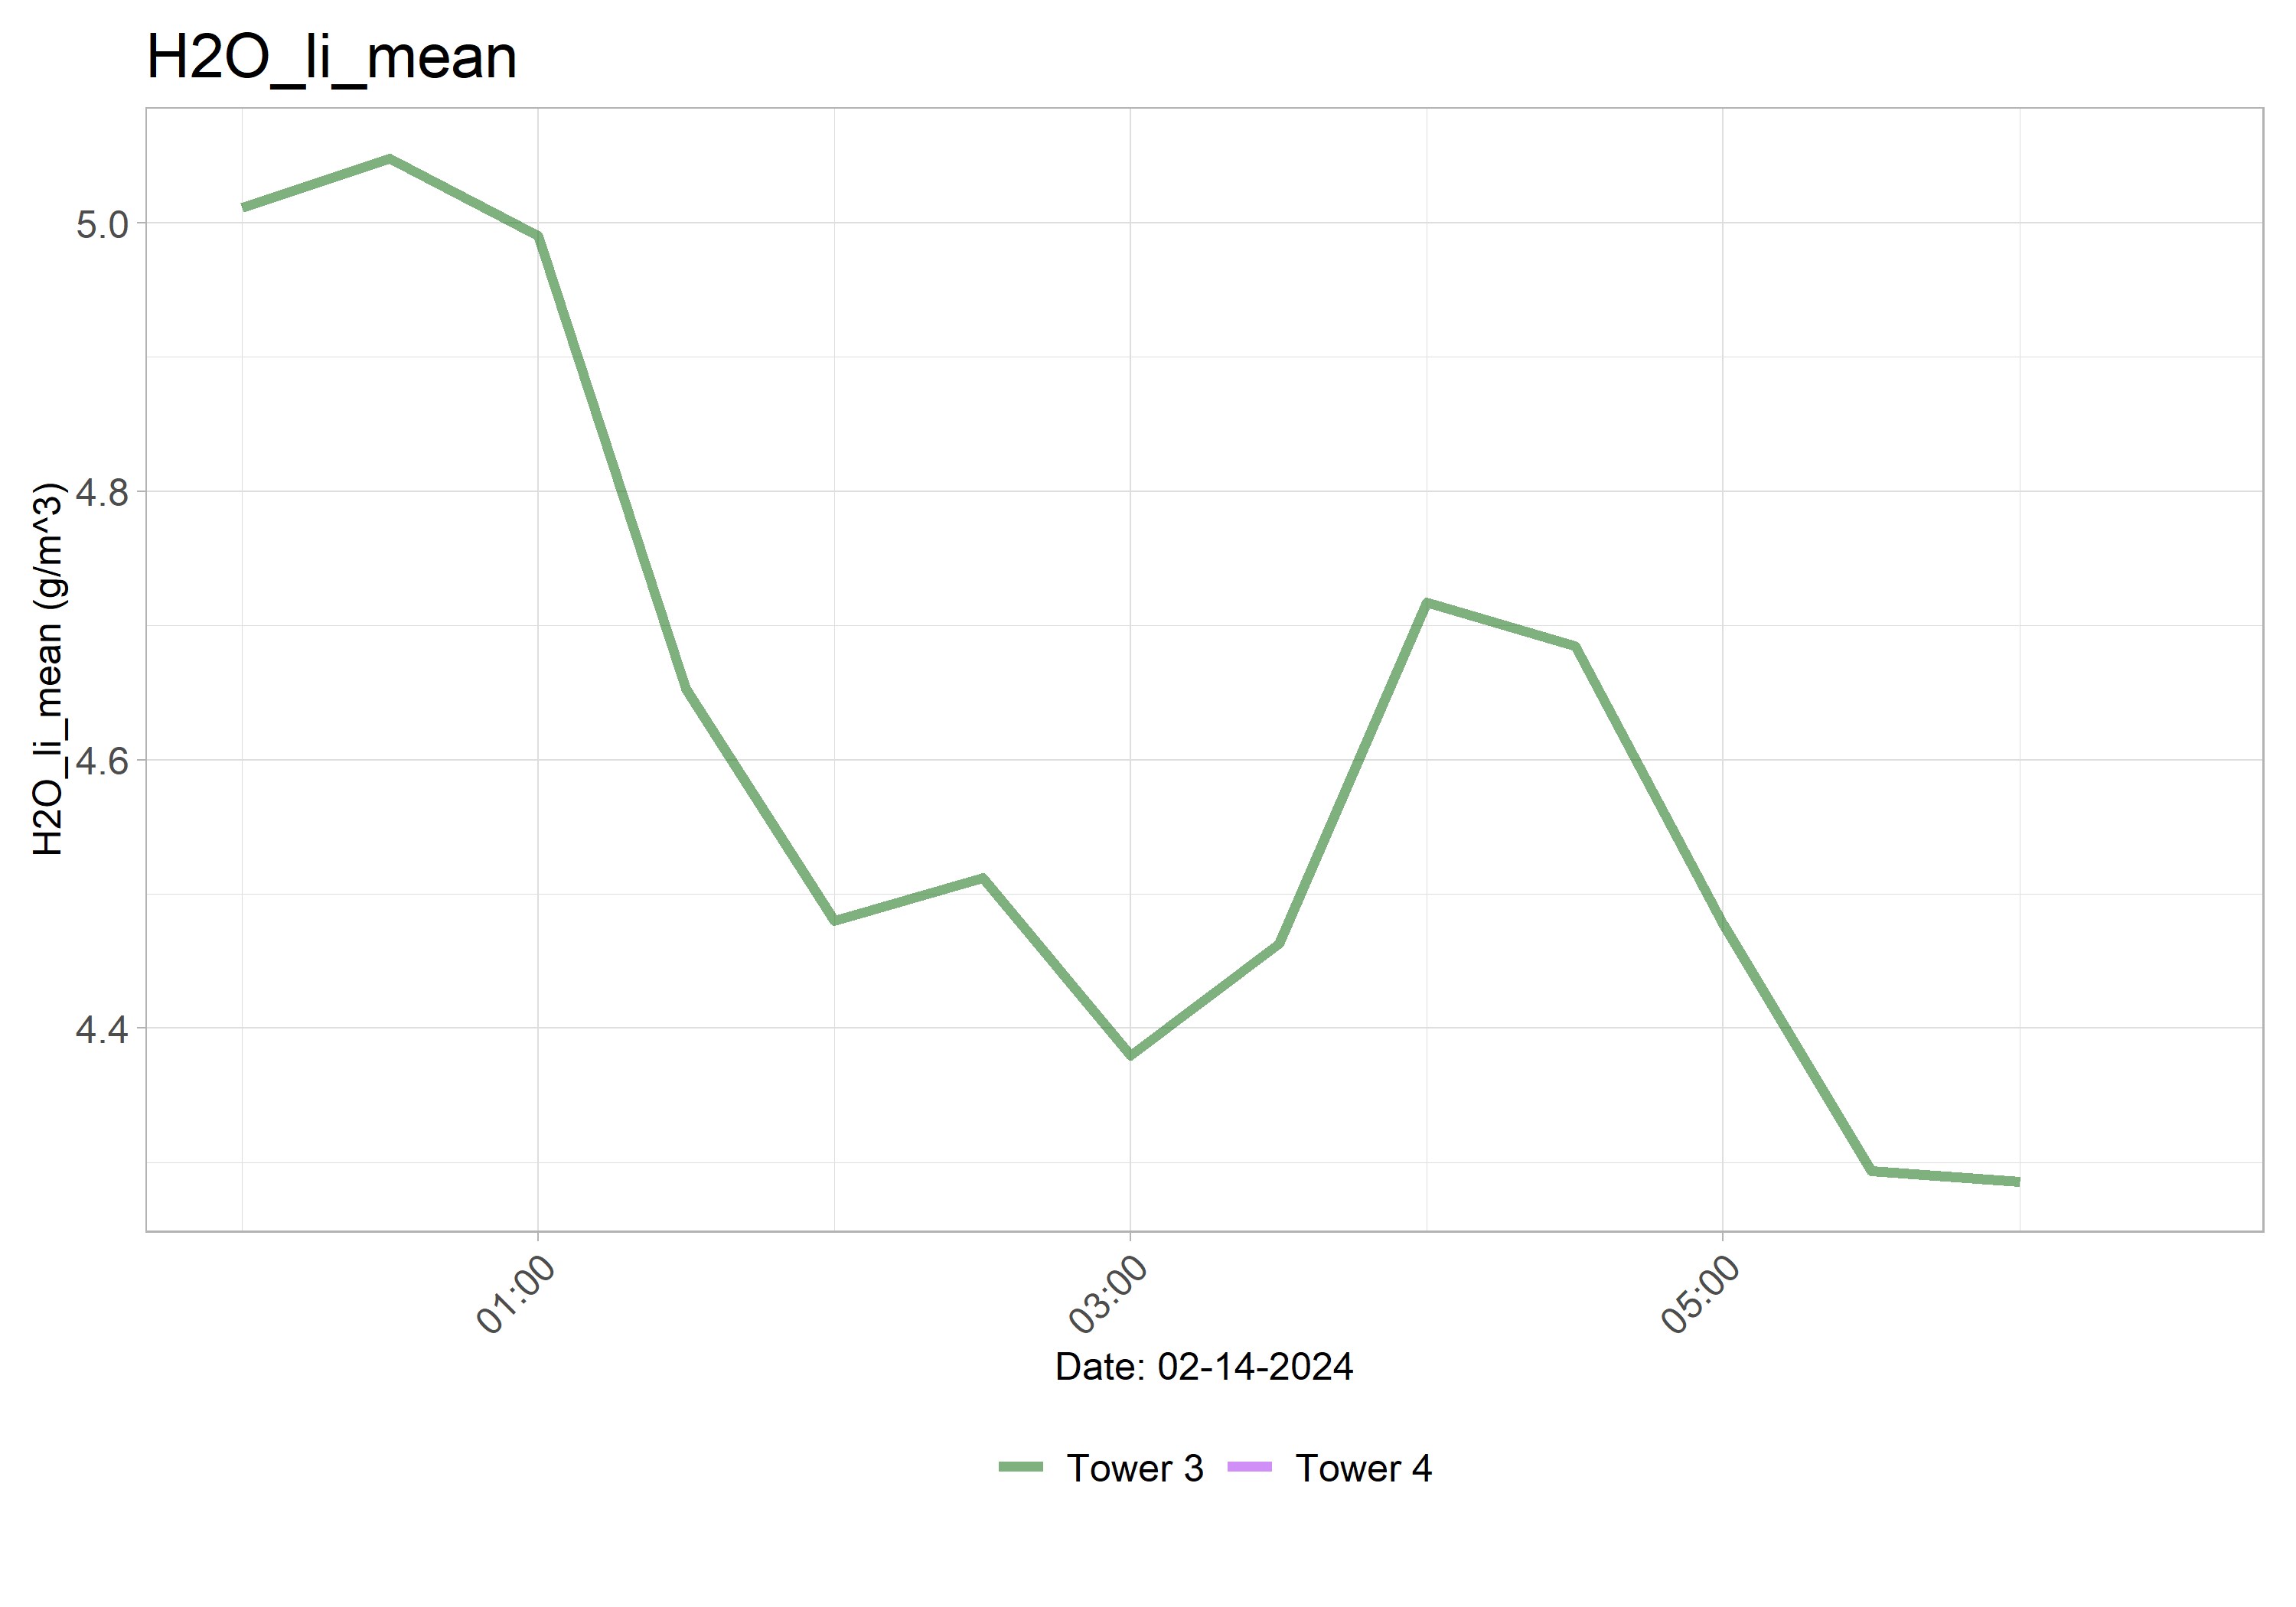 H2O_li_mean
H2O_li_mean (g/m^3)
5.0
4.8
4.6
4.4
01:00
03:00
05:00
Date: 02-14-2024
Tower 3
Tower 4